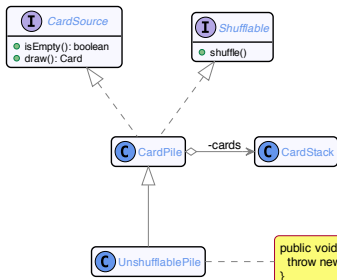 I CardSource
isEmpty(): boolean
draw(): Card
I Shufflable
shuffle()
C CardPile
-cards
C CardStack
C UnshufflablePile
public void
throw new
}